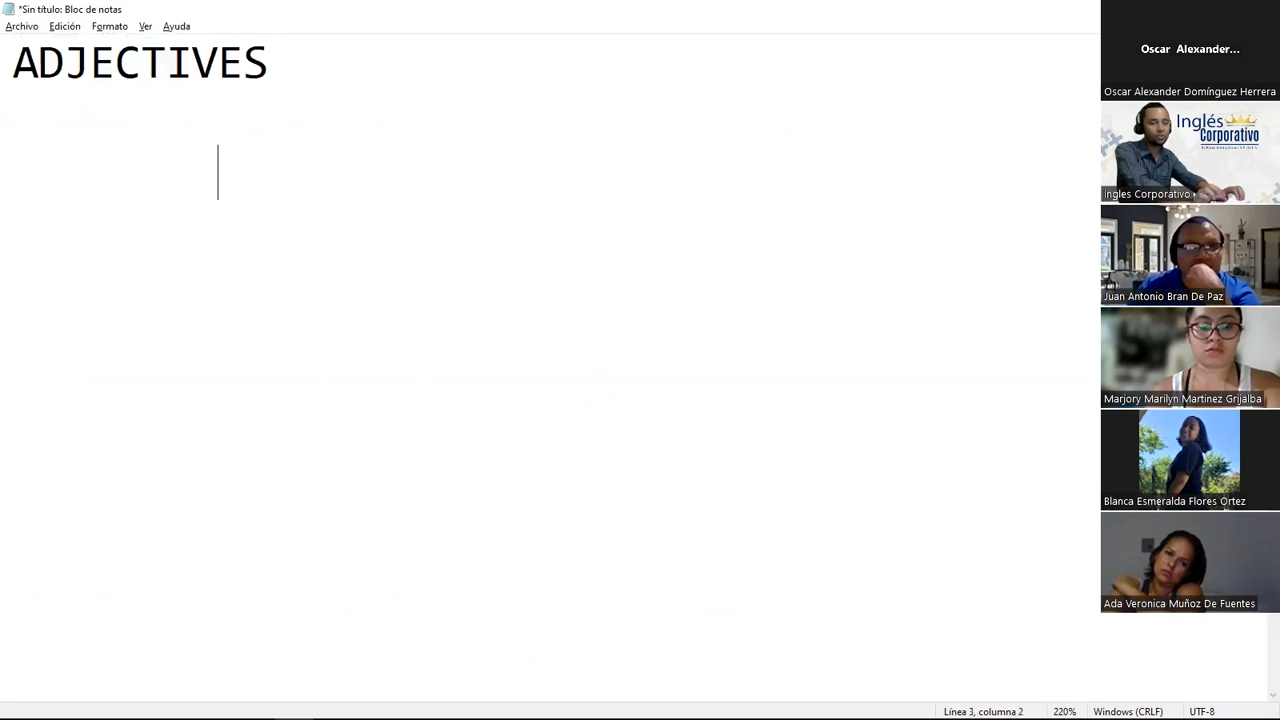 *Sin título: Bloc de notas
Archivo Edición Formato Ver Ayuda
ADJECTIVES
Oscar Alexander...
Oscar Alexander Domínguez Herrera
Inglés
Corporativo
Ingles Corporativo
Juan Antonio Bran De Paz
Marjory Marilyn Martinez Grijalba
Blanca Esmeralda Flores Ortez
Ada Veronica Muñoz De Fuentes
Línea 3, columna 2 220% Windows (CRLF) UTF-8